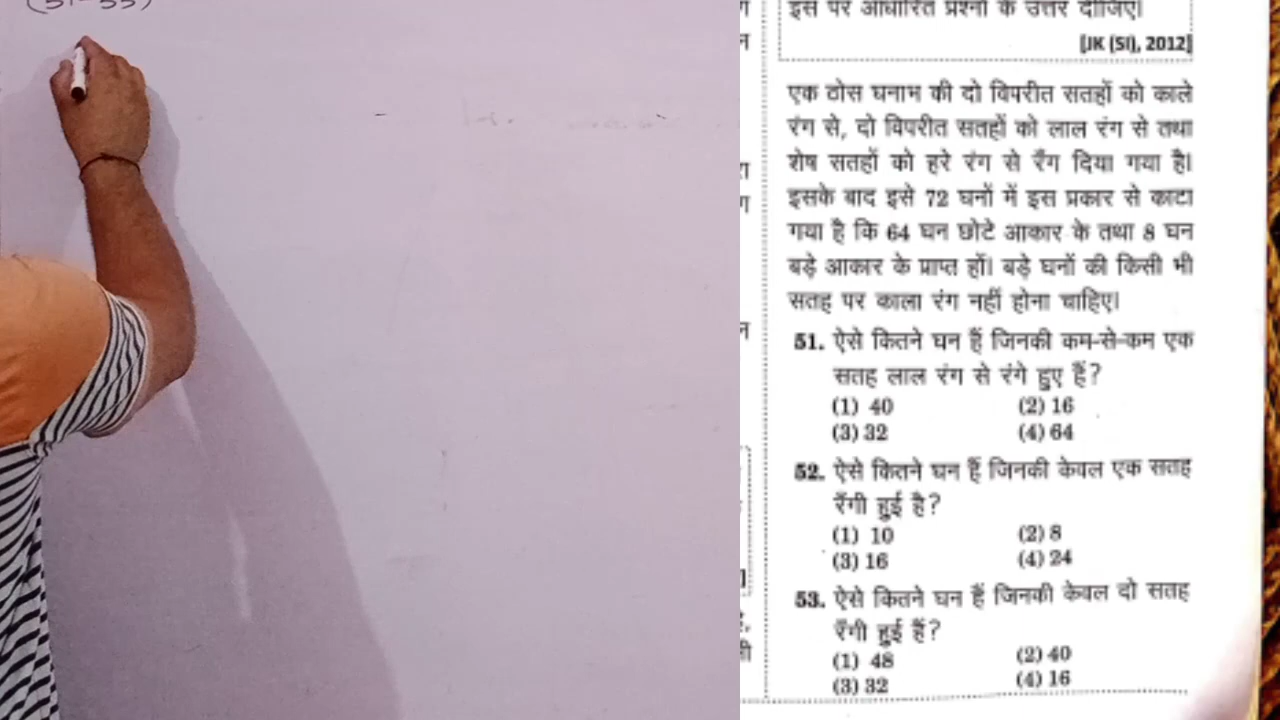 (51-55)
इस पर आधारित प्रश्नों के उत्तर दीजिए।
[JK (SI), 2012]
एक ठोस घनाभ की दो विपरीत सतहों को काले
रंग से, दो विपरीत सतहों को लाल रंग से तथा
शेष सतहों को हरे रंग से रँग दिया गया है।
इसके बाद इसे 72 घनों में इस प्रकार से काटा
गया है कि 64 घन छोटे आकार के तथा 8 घन
बड़े आकार के प्राप्त हों। बड़े घनों की किसी भी
सतह पर काला रंग नहीं होना चाहिए।
51. ऐसे कितने घन हैं जिनकी कम-से-कम एक
सतह लाल रंग से रंगे हुए हैं?
(1) 40 (2) 16
(3) 32 (4) 64
52. ऐसे कितने घन हैं जिनकी केवल एक सतह
रँगी हुई है?
(1) 10 (2) 8
(3) 16 (4) 24
53. ऐसे कितने घन हैं जिनकी केवल दो सतह
रँगी हुई हैं?
(1) 48 (2) 40
(3) 32 (4) 16